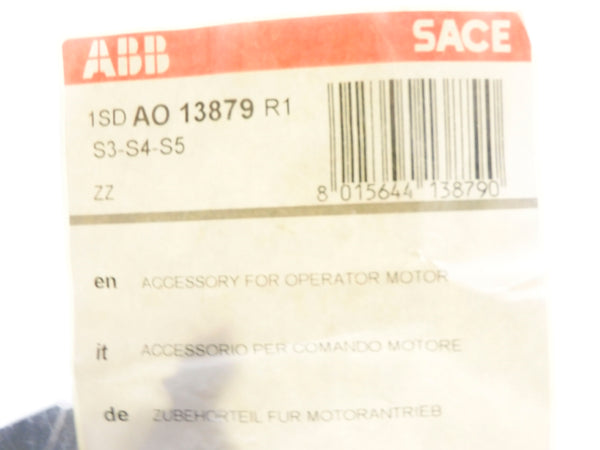 ABB SACE
1SD AO 13879 R1
S3-S4-S5
ZZ
8 015644 138790
en ACCESSORY FOR OPERATOR MOTOR
it ACCESSORIO PER COMANDO MOTORE
de ZUBEHORTEIL FUR MOTORANTRIEB